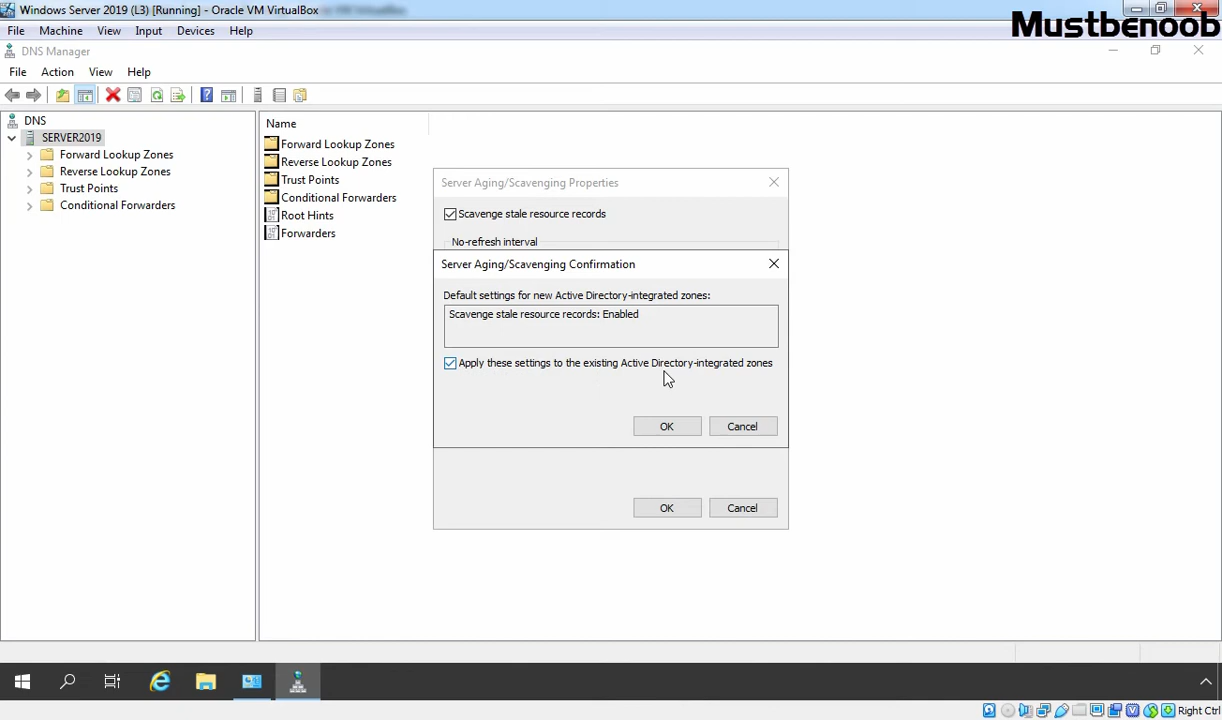 Windows Server 2019 (L3) [Running] - Oracle VM VirtualBox
File Machine View Input Devices Help
Mustbenoob
DNS Manager
File Action View Help
DNS
SERVER2019
Forward Lookup Zones
Reverse Lookup Zones
Trust Points
Conditional Forwarders
Name
Forward Lookup Zones
Reverse Lookup Zones
Trust Points
Conditional Forwarders
Root Hints
Forwarders
Server Aging/Scavenging Properties
Scavenge stale resource records
No-refresh interval
Server Aging/Scavenging Confirmation
Default settings for new Active Directory-integrated zones:
Scavenge stale resource records: Enabled
Apply these settings to the existing Active Directory-integrated zones
OK Cancel
OK Cancel
Right Ctrl